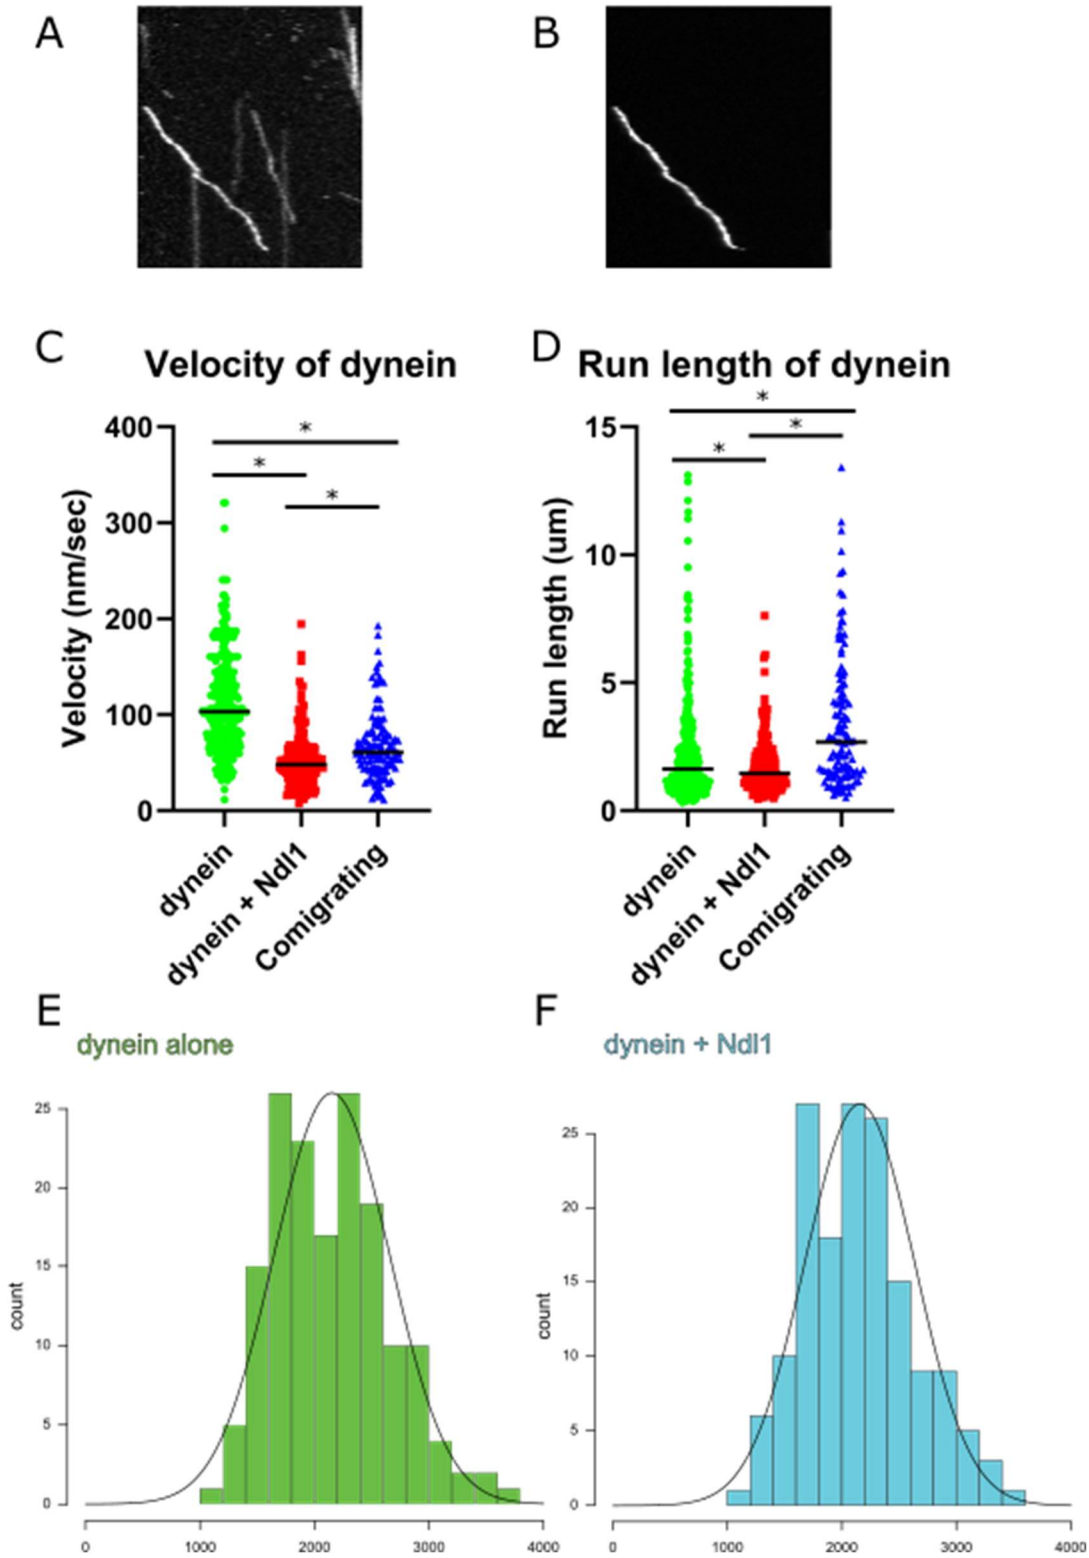 A
B
C
Velocity of dynein
D
Run length of dynein
*
*
*
400
300
200
100
0
Velocity (nm/sec)
dynein
dynein + Ndl1
Comigrating
*
*
*
15
10
5
0
Run length (um)
dynein
dynein + Ndl1
Comigrating
E
dynein alone
25
20
15
10
5
0
count
0 1000 2000 3000 4000
F
dynein + Ndl1
25
20
15
10
5
0
count
0 1000 2000 3000 4000